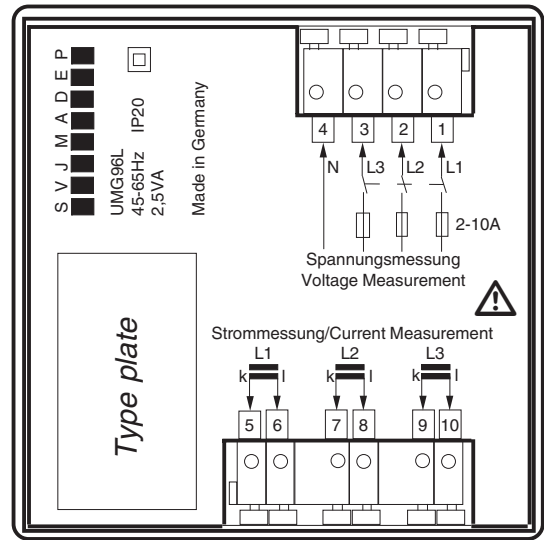 S V J M A D E P
UMG96L
45-65Hz IP20
2,5VA
Made in Germany
4 3 2 1
N L3 L2 L1
2-10A
Spannungsmessung
Voltage Measurement
Type plate
Strommessung/Current Measurement
L1 L2 L3
k l k l k l
5 6 7 8 9 10